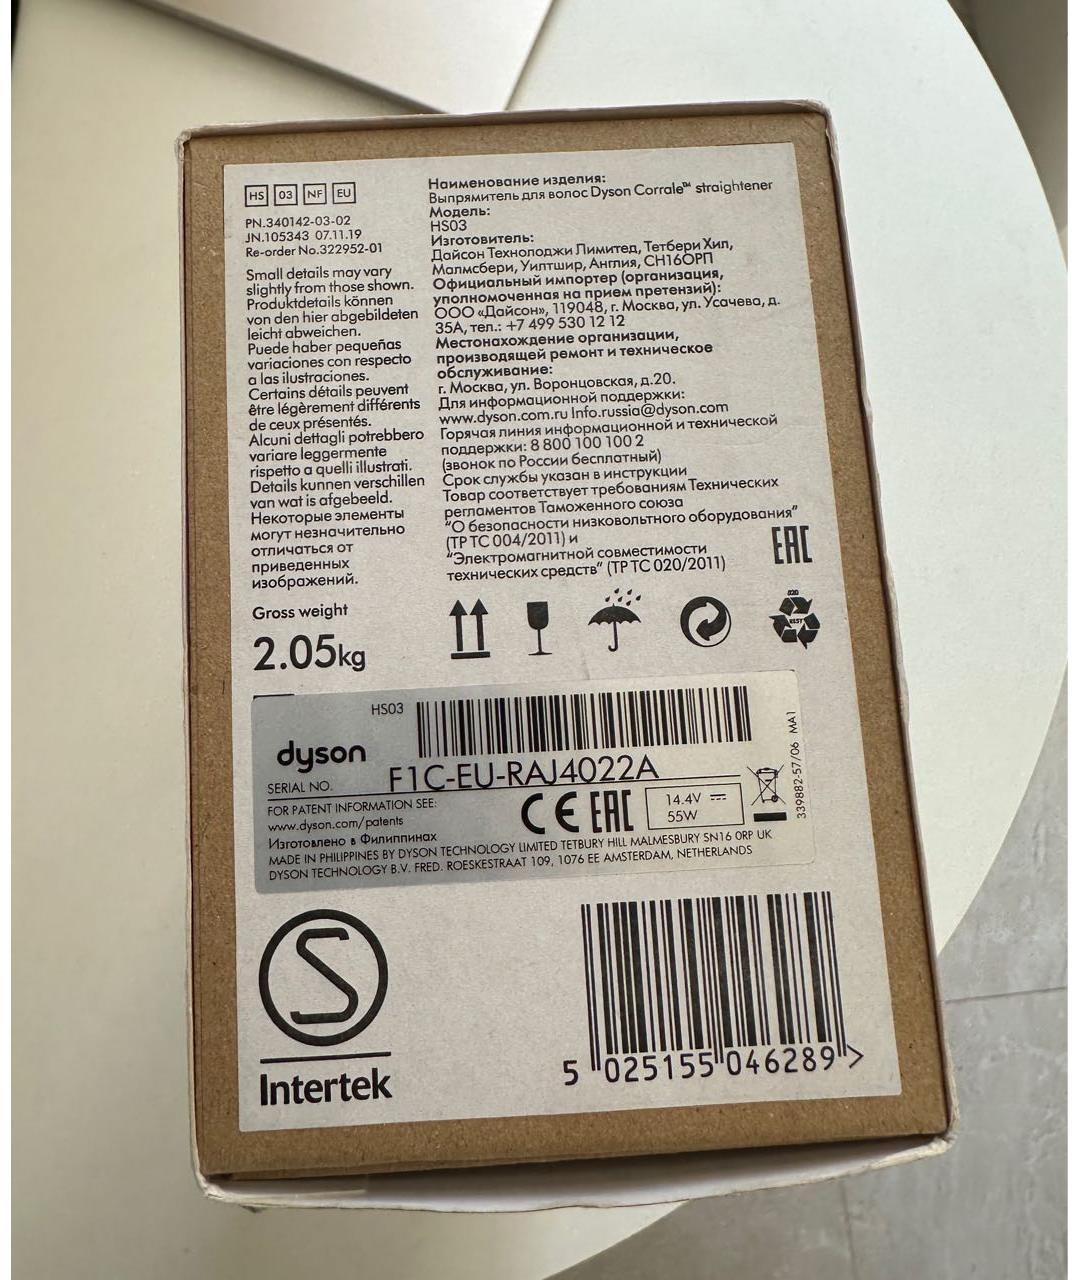 HS 03 NF EU
PN.340142-03-02
JN.105343 07.11.19
Re-order No.322952-01
Small details may vary
slightly from those shown.
Produktdetails können
von den hier abgebildeten
leicht abweichen.
Puede haber pequeñas
variaciones con respecto
a las ilustraciones.
Certains détails peuvent
être légèrement différents
de ceux présentés.
Alcuni dettagli potrebbero
variare leggermente
rispetto a quelli illustrati.
Details kunnen verschillen
van wat is afgebeeld.
Некоторые элементы
могут незначительно
отличаться от
приведенных
изображений.
Gross weight
2.05kg
Наименование изделия:
Выпрямитель для волос Dyson Corrale™ straightener
Модель:
HS03
Изготовитель:
Дайсон Технолоджи Лимитед, Тетбери Хил,
Малмсбери, Уилтшир, Англия, СН16ОРП
Официальный импортер (организация,
уполномоченная на прием претензий):
ООО «Дайсон», 119048, г. Москва, ул. Усачева, д.
35А, тел.: +7 499 530 12 12
Местонахождение организации,
производящей ремонт и техническое
обслуживание:
г. Москва, ул. Воронцовская, д.20.
Для информационной поддержки:
www.dyson.com.ru Info.russia@dyson.com
Горячая линия информационной и технической
поддержки: 8 800 100 100 2
(звонок по России бесплатный)
Срок службы указан в инструкции
Товар соответствует требованиям Технических
регламентов Таможенного союза
"О безопасности низковольтного оборудования"
(ТР ТС 004/2011) и
"Электромагнитной совместимости
технических средств" (ТР ТС 020/2011)
EAC
020
RESY
HS03
dyson
SERIAL NO. F1C-EU-RAJ4022A
FOR PATENT INFORMATION SEE:
www.dyson.com/patents
Изготовлено в Филиппинах
CE EAC
14.4V
55W
MADE IN PHILIPPINES BY DYSON TECHNOLOGY LIMITED TETBURY HILL MALMESBURY SN16 0RP UK
DYSON TECHNOLOGY B.V. FRED. ROESKESTRAAT 109, 1076 EE AMSTERDAM, NETHERLANDS
339882-57/06 MA1
S
Intertek
5 025155 046289 >